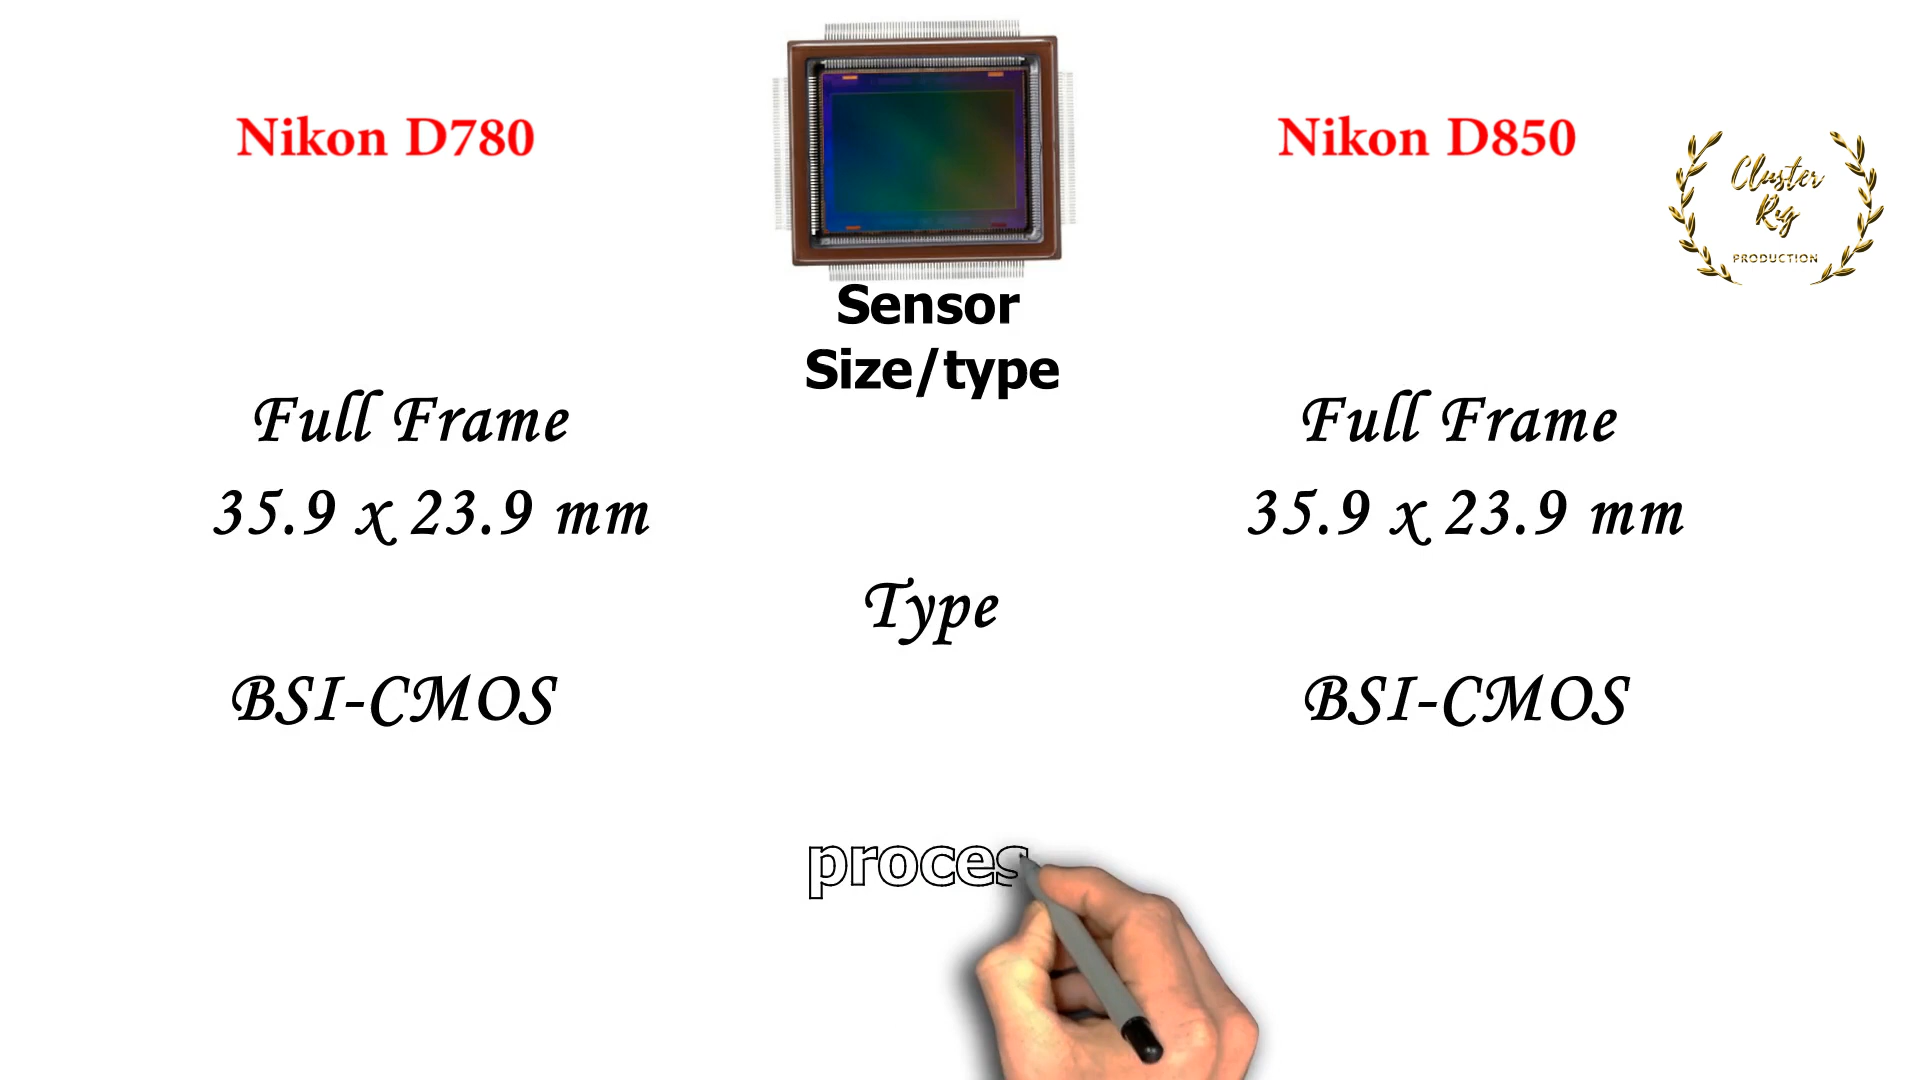 Nikon D780
Nikon D850
Cluster
Rig
PRODUCTION
Sensor
Size/type
Full Frame
Full Frame
35.9 x 23.9 mm
35.9 x 23.9 mm
Type
BSI-CMOS
BSI-CMOS
proces